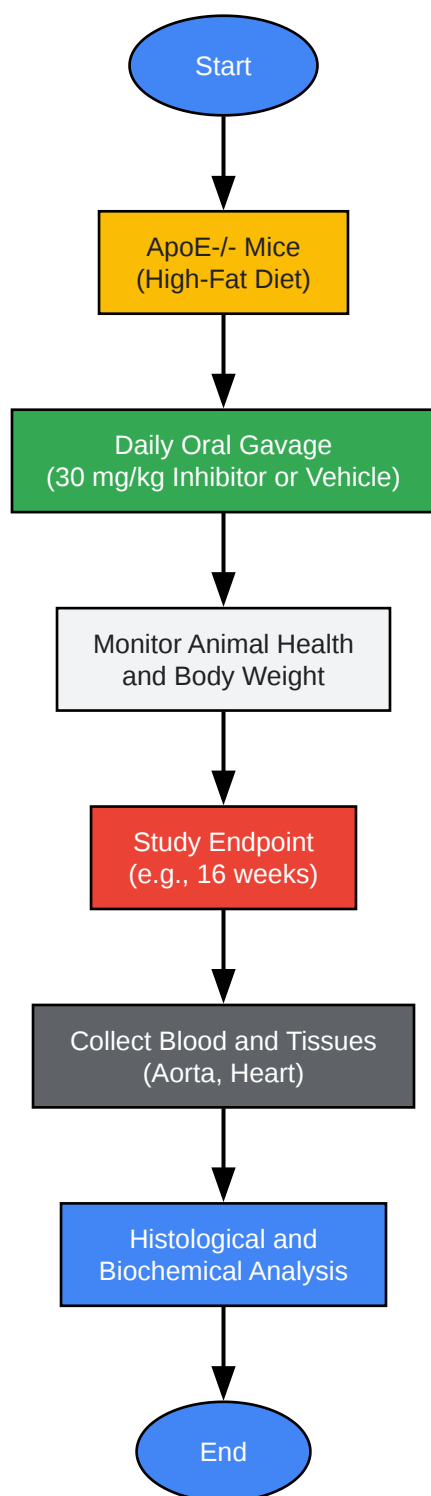 Start
ApoE-/- Mice
(High-Fat Diet)
Daily Oral Gavage
(30 mg/kg Inhibitor or Vehicle)
Monitor Animal Health
and Body Weight
Study Endpoint
(e.g., 16 weeks)
Collect Blood and Tissues
(Aorta, Heart)
Histological and
Biochemical Analysis
End